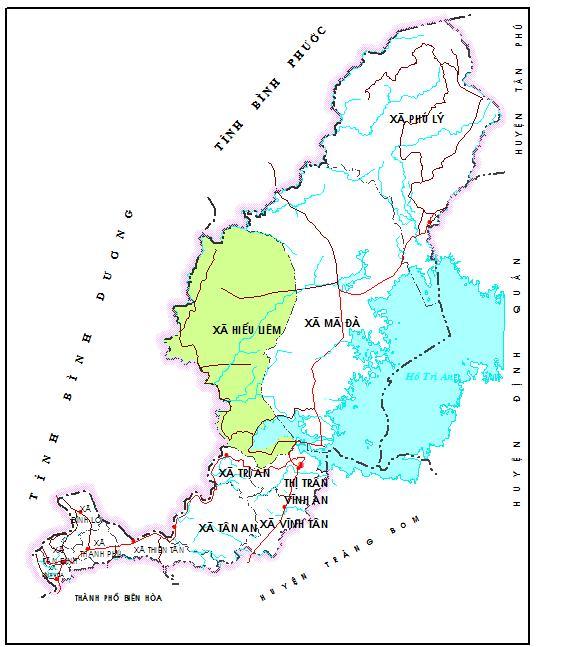 TỈNH BÌNH PHƯỚC
HUYỆN TÂN PHÚ
XÃ PHÚ LÝ
TỈNH BÌNH DƯƠNG
HUYỆN ĐỊNH QUÁN
XÃ HIẾU LIÊM
XÃ MÃ ĐÀ
Hồ Trị An
XÃ TRỊ AN
THỊ TRẤN
VĨNH AN
XÃ TÂN AN
XÃ VĨNH TÂN
XÃ
THẠNH PHÚ
XÃ THIỆN TÂN
HUYỆN TRẢNG BOM
THÀNH PHỐ BIÊN HÒA